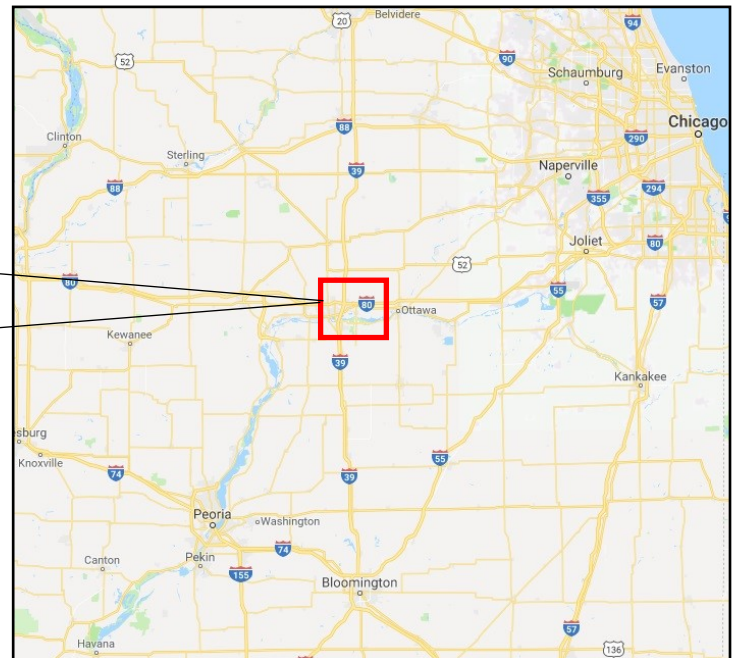 Belvidere
20
94
52
90
Schaumburg
Evanston
Chicago
Clinton
88
290
Sterling
39
Naperville
88
294
355
Joliet
80
52
80
55
57
80
Ottawa
Kewanee
39
Kankakee
sburg
Knoxville
55
74
39
Peoria
Washington
74
Canton
Pekin
155
Bloomington
57
Havana
136